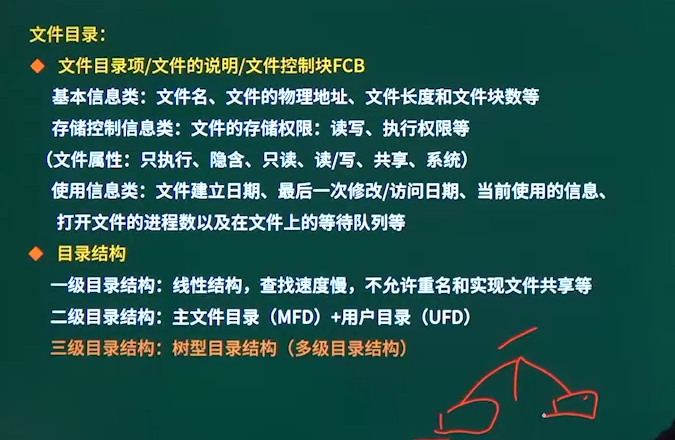 文件目录：
文件目录项/文件的说明/文件控制块FCB
基本信息类：文件名、文件的物理地址、文件长度和文件块数等
存储控制信息类：文件的存储权限：读写、执行权限等
（文件属性：只执行、隐含、只读、读/写、共享、系统）
使用信息类：文件建立日期、最后一次修改/访问日期、当前使用的信息、
打开文件的进程数以及在文件上的等待队列等
目录结构
一级目录结构：线性结构，查找速度慢，不允许重名和实现文件共享等
二级目录结构：主文件目录（MFD）+用户目录（UFD）
三级目录结构：树型目录结构（多级目录结构）